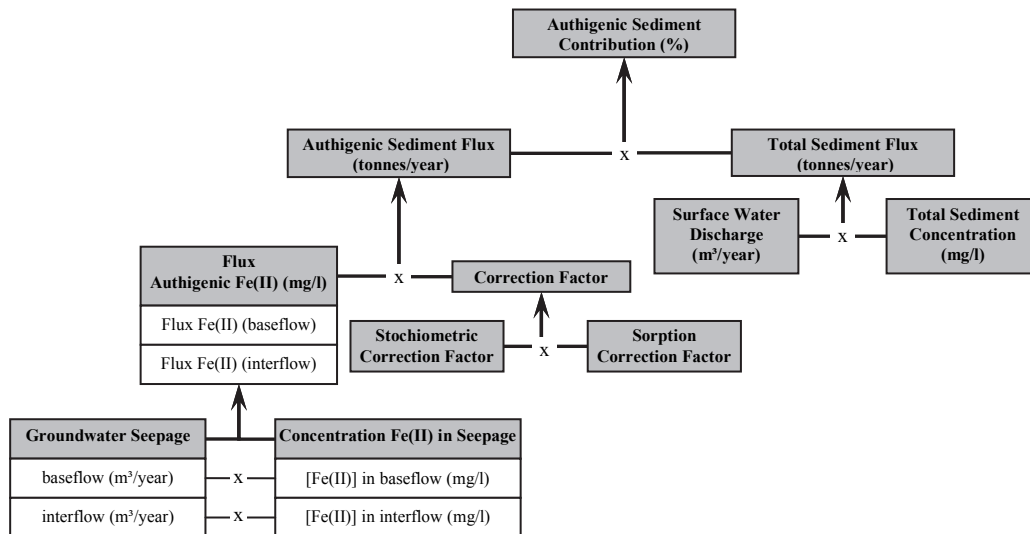 Authigenic Sediment
Contribution (%)
Authigenic Sediment Flux
(tonnes/year)
x
Total Sediment Flux
(tonnes/year)
Surface Water
Discharge
(m³/year)
x
Total Sediment
Concentration
(mg/l)
Flux
Authigenic Fe(II) (mg/l)
x
Correction Factor
Flux Fe(II) (baseflow)
Flux Fe(II) (interflow)
Stochiometric
Correction Factor
x
Sorption
Correction Factor
Groundwater Seepage
Concentration Fe(II) in Seepage
baseflow (m³/year)
x
[Fe(II)] in baseflow (mg/l)
interflow (m³/year)
x
[Fe(II)] in interflow (mg/l)